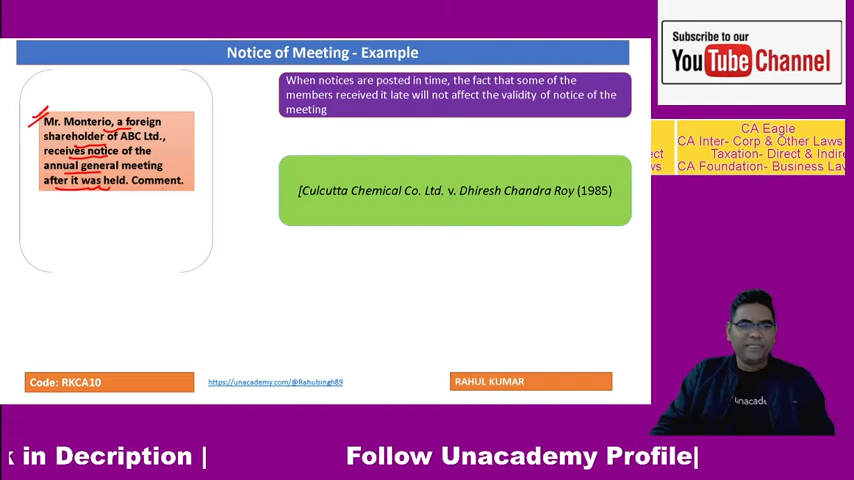 Subscribe to our
YouTube Channel
Notice of Meeting - Example
When notices are posted in time, the fact that some of the
members received it late will not affect the validity of notice of the
meeting
Mr. Monterio, a foreign
shareholder of ABC Ltd.,
receives notice of the
annual general meeting
after it was held. Comment.
[Culcutta Chemical Co. Ltd. v. Dhiresh Chandra Roy (1985)
CA Eagle
CA Inter- Corp & Other Laws
ect Taxation- Direct & Indire
ws CA Foundation- Business Law
Code: RKCA10
https://unacademy.com/@Rahulsingh89
RAHUL KUMAR
unacade
k in Decription | Follow Unacademy Profile|